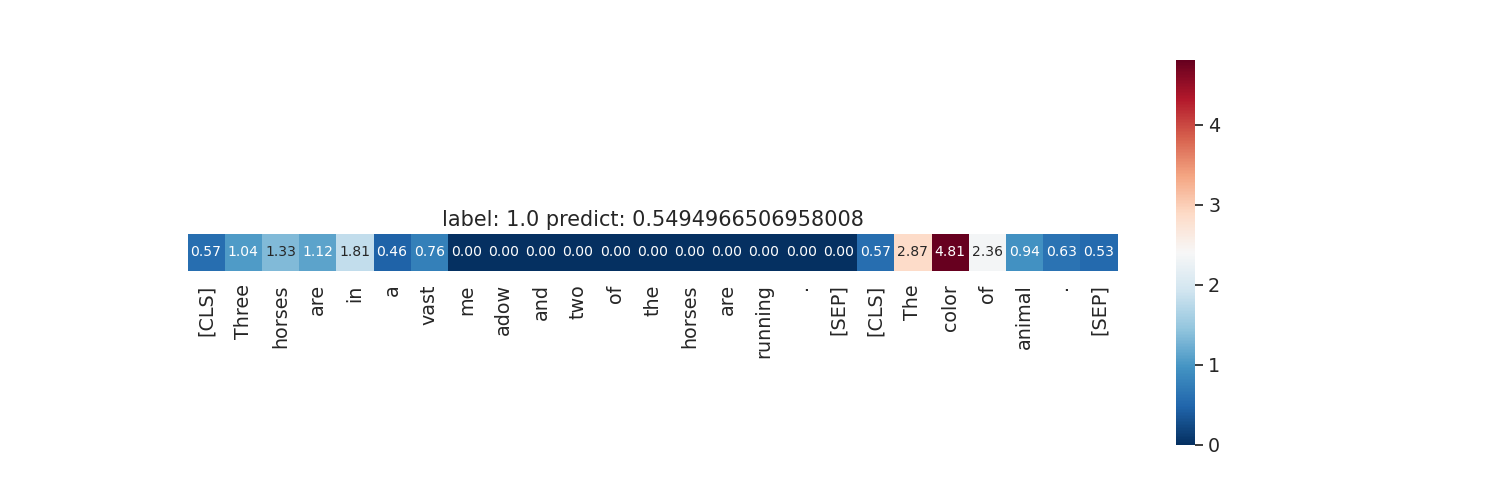 label: 1.0 predict: 0.5494966506958008
0.57 1.04 1.33 1.12 1.81 0.46 0.76 0.00 0.00 0.00 0.00 0.00 0.00 0.00 0.00 0.00 0.00 0.00 0.57 2.87 4.81 2.36 0.94 0.63 0.53
[CLS] Three horses are in a vast me adow and two of the horses are running . [SEP] [CLS] The color of animal . [SEP]
4
3
2
1
0